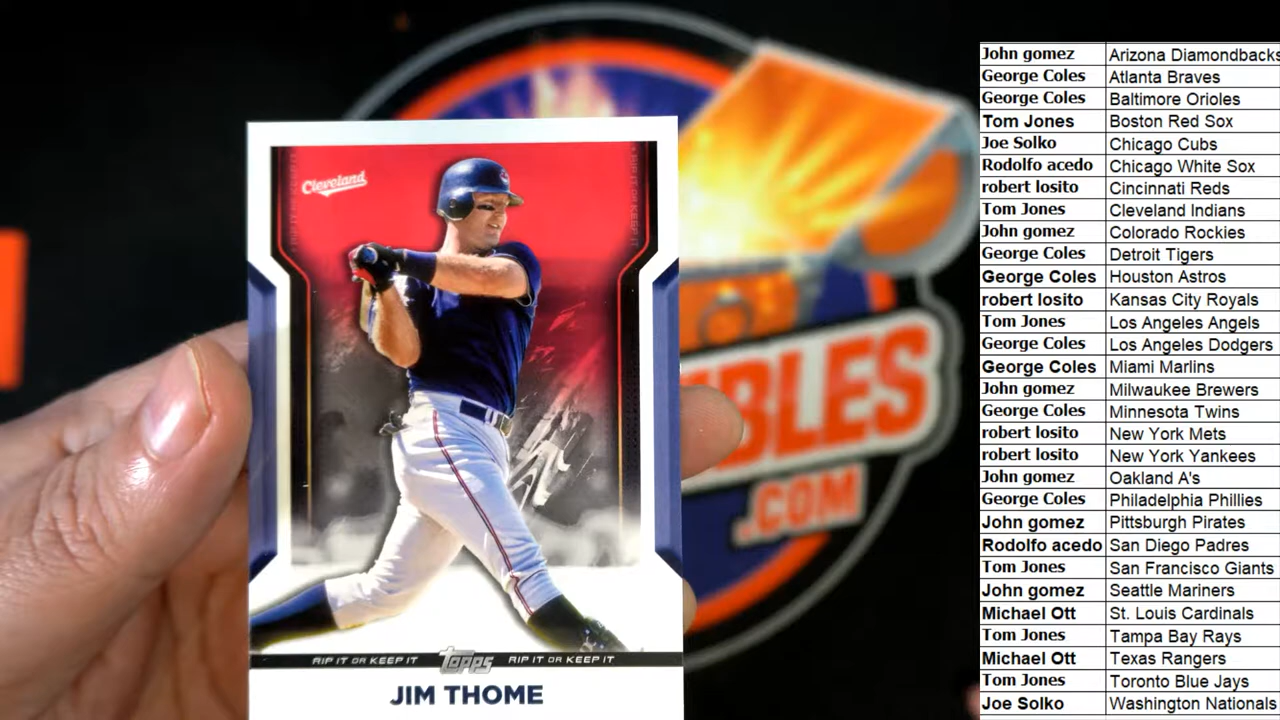 Cleveland
RIP IT OR KEEP IT
RIP IT OR KEEP IT topps RIP IT OR KEEP IT
JIM THOME
BLES
.COM
John gomez Arizona Diamondbacks
George Coles Atlanta Braves
George Coles Baltimore Orioles
Tom Jones Boston Red Sox
Joe Solko Chicago Cubs
Rodolfo acedo Chicago White Sox
robert losito Cincinnati Reds
Tom Jones Cleveland Indians
John gomez Colorado Rockies
George Coles Detroit Tigers
George Coles Houston Astros
robert losito Kansas City Royals
Tom Jones Los Angeles Angels
George Coles Los Angeles Dodgers
George Coles Miami Marlins
John gomez Milwaukee Brewers
George Coles Minnesota Twins
robert losito New York Mets
robert losito New York Yankees
John gomez Oakland A's
George Coles Philadelphia Phillies
John gomez Pittsburgh Pirates
Rodolfo acedo San Diego Padres
Tom Jones San Francisco Giants
John gomez Seattle Mariners
Michael Ott St. Louis Cardinals
Tom Jones Tampa Bay Rays
Michael Ott Texas Rangers
Tom Jones Toronto Blue Jays
Joe Solko Washington Nationals